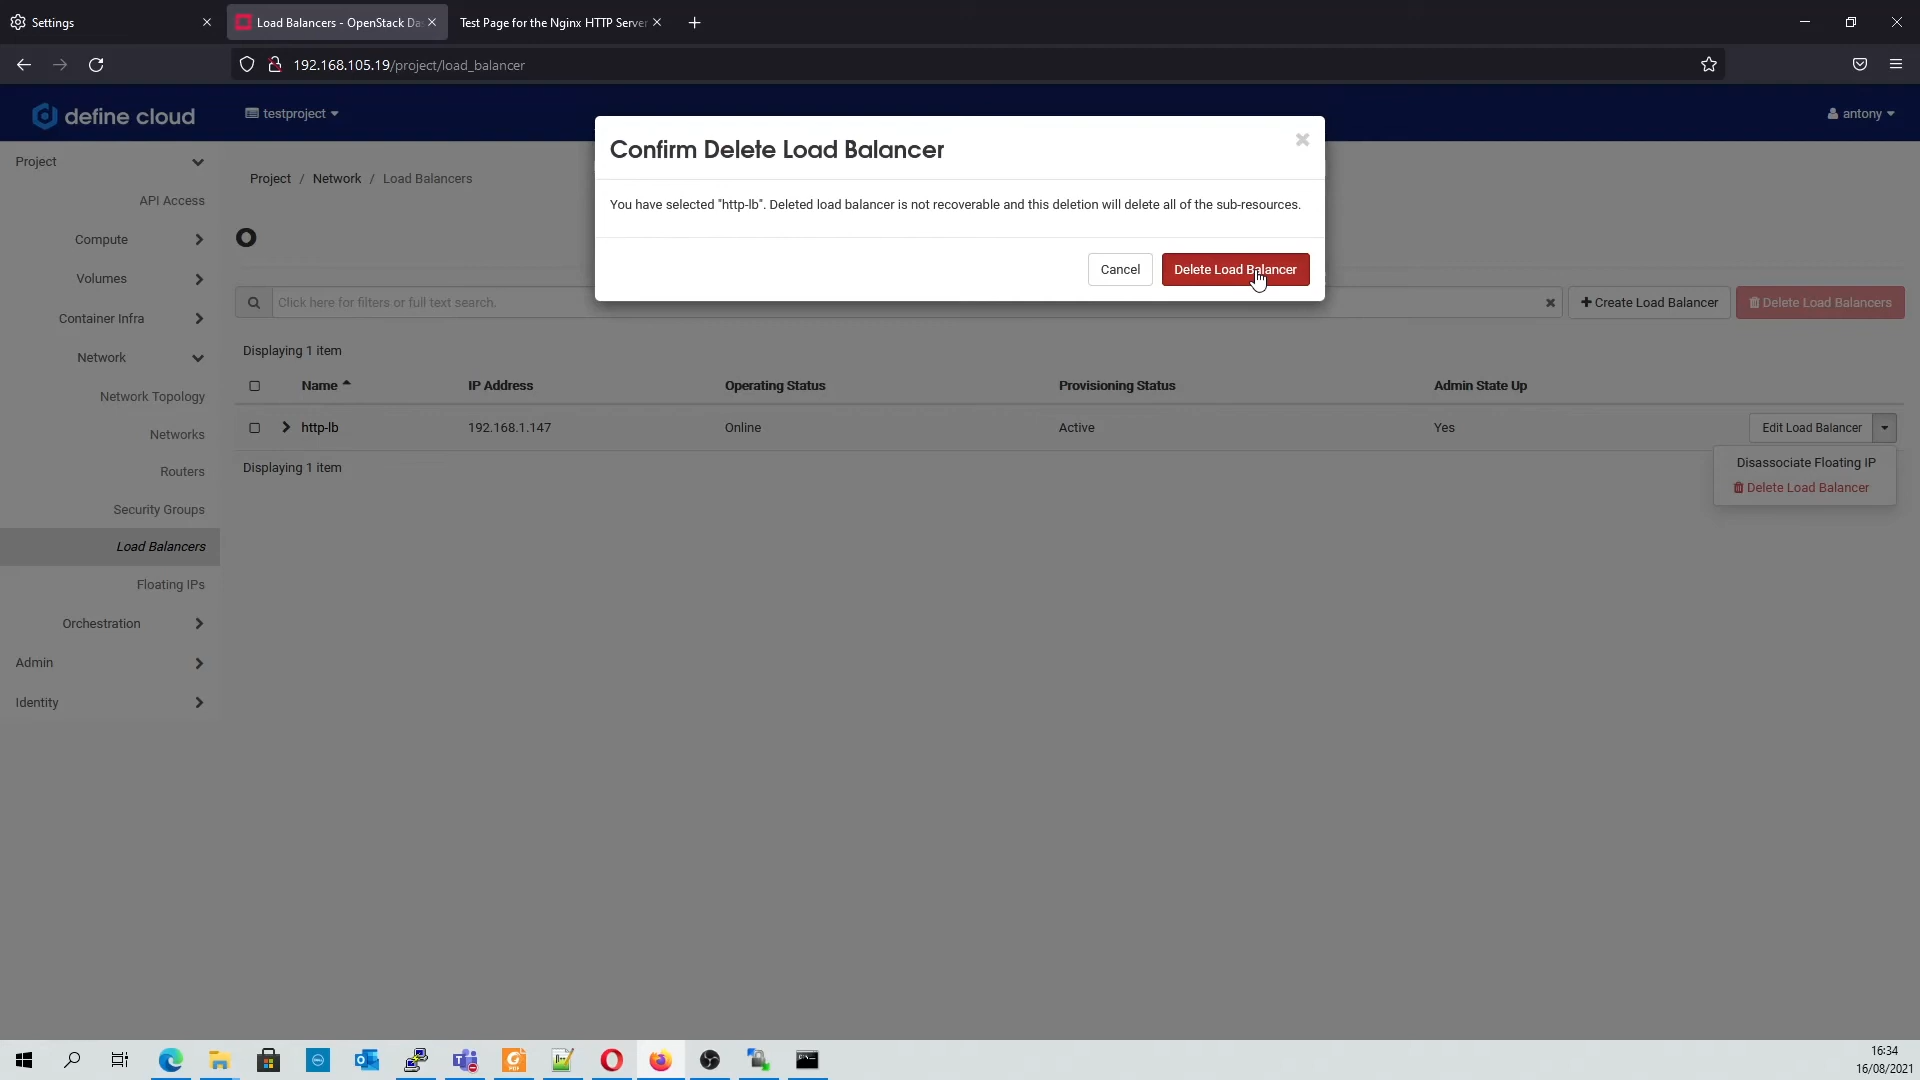 Settings
Load Balancers - OpenStack Da
Test Page for the Nginx HTTP Server
192.168.105.19/project/load_balancer
define cloud
testproject
antony
Confirm Delete Load Balancer
You have selected "http-lb". Deleted load balancer is not recoverable and this deletion will delete all of the sub-resources.
Cancel
Delete Load Balancer
Project
API Access
Compute
Volumes
Container Infra
Network
Network Topology
Networks
Routers
Security Groups
Load Balancers
Floating IPs
Orchestration
Admin
Identity
Project / Network / Load Balancers
Click here for filters or full text search.
Create Load Balancer
Delete Load Balancers
Displaying 1 item
Name IP Address Operating Status Provisioning Status Admin State Up
http-lb 192.168.1.147 Online Active Yes Edit Load Balancer
Disassociate Floating IP
Delete Load Balancer
Displaying 1 item
16:34
16/08/2021